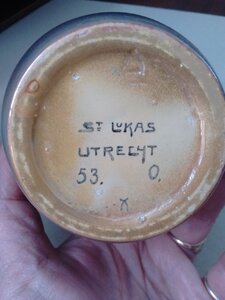 ST LUKAS
UTRECHT
53. O.
X